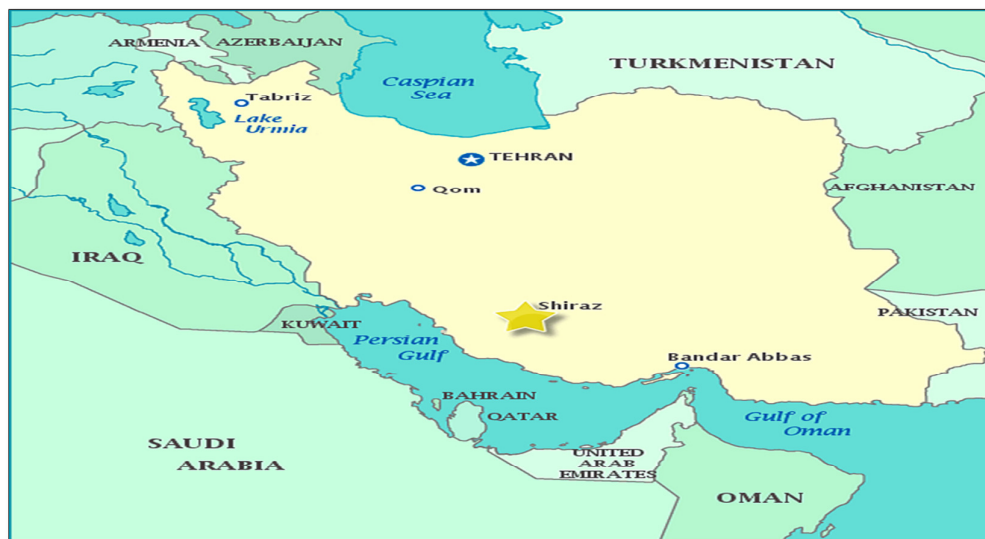 ARMENIA
AZERBAIJAN
Caspian
Sea
TURKMENISTAN
Tabriz
Lake
Urmia
TEHRAN
Qom
AFGHANISTAN
IRAQ
Shiraz
PAKISTAN
KUWAIT
Persian
Gulf
Bandar Abbas
BAHRAIN
QATAR
Gulf of
Oman
SAUDI
ARABIA
UNITED
ARAB
EMIRATES
OMAN